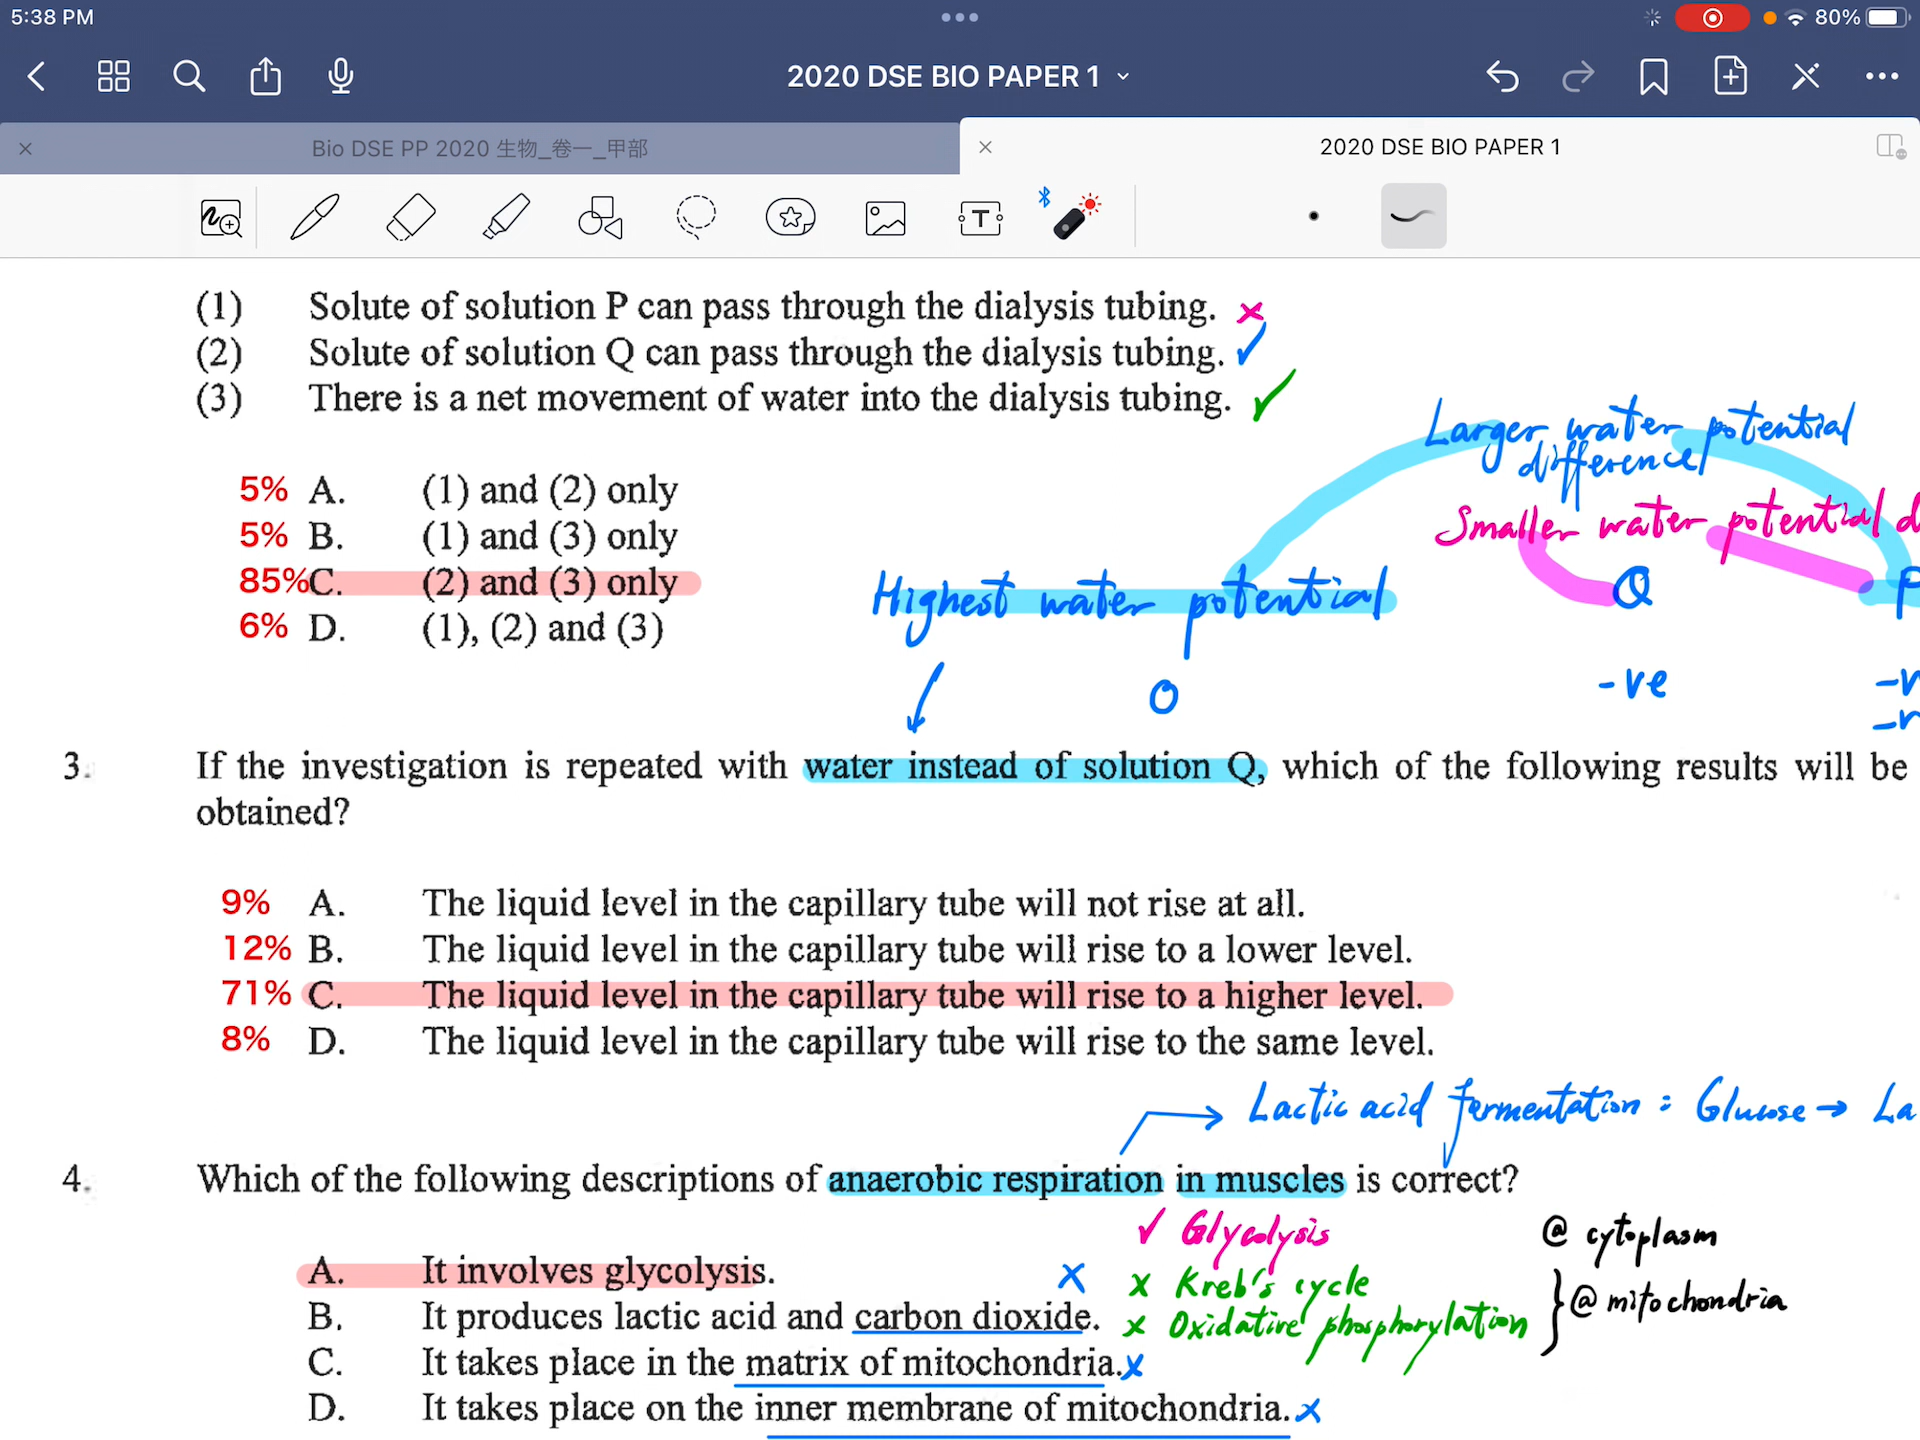 5:38 PM
80%
2020 DSE BIO PAPER 1
Bio DSE PP 2020 生物_卷一_甲部
2020 DSE BIO PAPER 1
(1) Solute of solution P can pass through the dialysis tubing. ×
(2) Solute of solution Q can pass through the dialysis tubing. ✓
(3) There is a net movement of water into the dialysis tubing. ✓
Larger water potential
difference
5% A. (1) and (2) only
Smaller water potential d
5% B. (1) and (3) only
85% C. (2) and (3) only
Highest water potential
Q
P
6% D. (1), (2) and (3)
O
-ve
3. If the investigation is repeated with water instead of solution Q, which of the following results will be
obtained?
9% A. The liquid level in the capillary tube will not rise at all.
12% B. The liquid level in the capillary tube will rise to a lower level.
71% C. The liquid level in the capillary tube will rise to a higher level.
8% D. The liquid level in the capillary tube will rise to the same level.
→ Lactic acid fermentation : Glucose → La
4. Which of the following descriptions of anaerobic respiration in muscles is correct?
✓ Glycolysis @ cytoplasm
A. It involves glycolysis.
× × Kreb's cycle
} @ mitochondria
B. It produces lactic acid and carbon dioxide.
× Oxidative phosphorylation
C. It takes place in the matrix of mitochondria. ×
D. It takes place on the inner membrane of mitochondria. ×